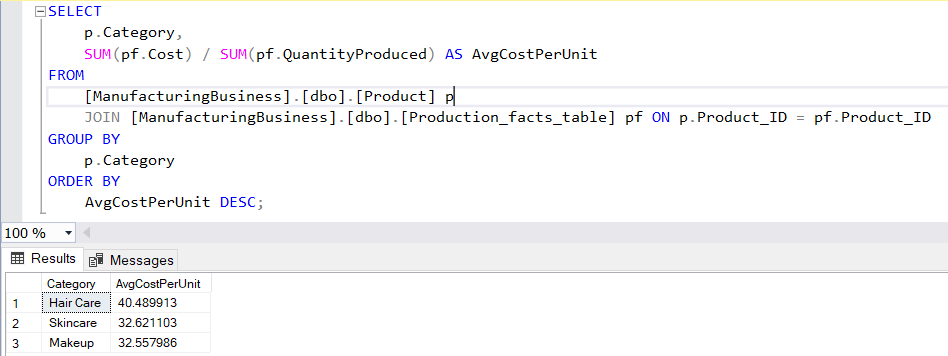 SELECT
p.Category,
SUM(pf.Cost) / SUM(pf.QuantityProduced) AS AvgCostPerUnit
FROM
[ManufacturingBusiness].[dbo].[Product] p
JOIN [ManufacturingBusiness].[dbo].[Production_facts_table] pf ON p.Product_ID = pf.Product_ID
GROUP BY
p.Category
ORDER BY
AvgCostPerUnit DESC;
100 %
Results Messages
Category AvgCostPerUnit
1 Hair Care 40.489913
2 Skincare 32.621103
3 Makeup 32.557986